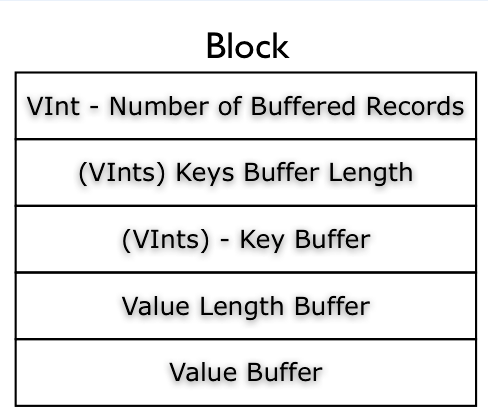 Block
VInt - Number of Buffered Records
(VInts) Keys Buffer Length
(VInts) - Key Buffer
Value Length Buffer
Value Buffer